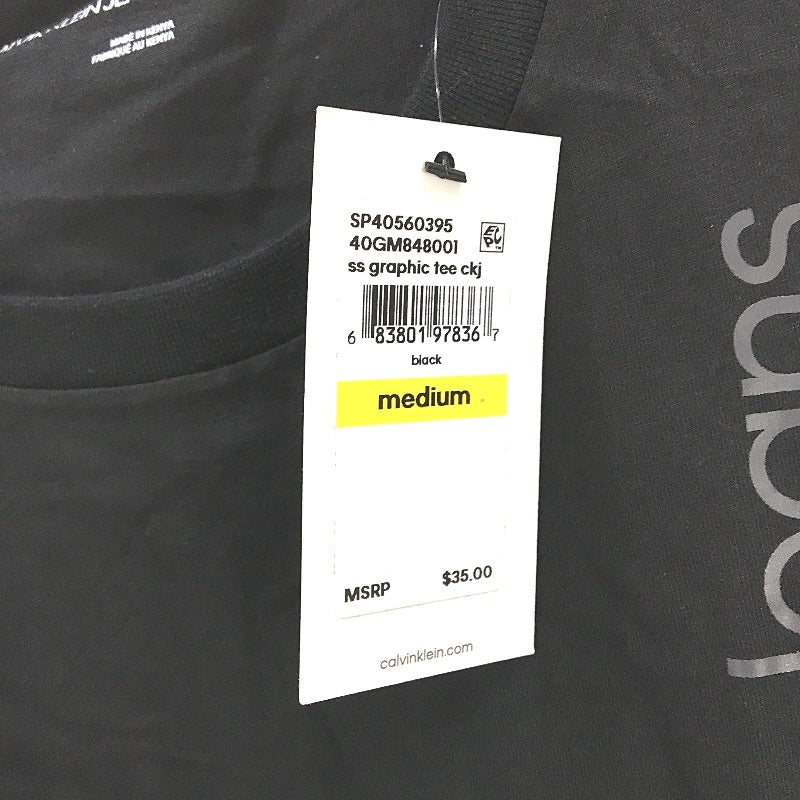 MADE IN KENYA
FABRIQUÉ AU KENYA
SP40560395
40GM848001
ss graphic tee ckj
6 83801 97836 7
black
medium
MSRP $35.00
calvinklein.com
jeans